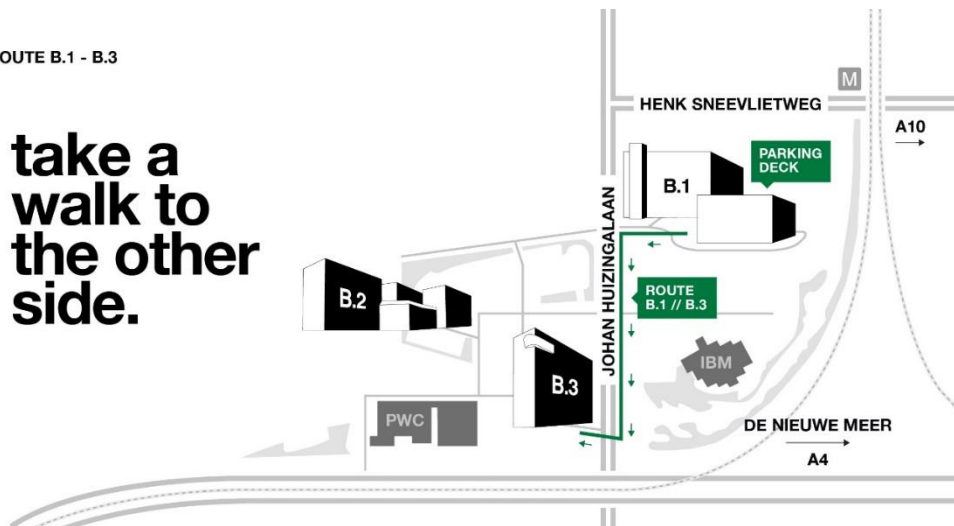 OUTE B.1 - B.3
take a
walk to
the other
side.
M
HENK SNEEVLIETWEG
A10
PARKING
DECK
B.1
JOHAN HUIZINGALAAN
ROUTE
B.1 // B.3
B.2
B.3
IBM
PWC
DE NIEUWE MEER
A4